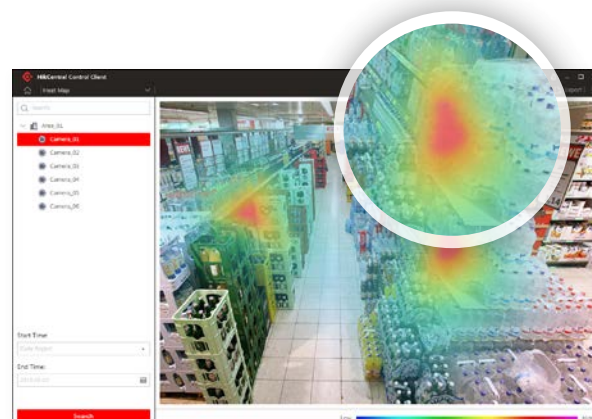 HikCentral Control Client
Heat Map
Search
Area_01
Camera_01
Camera_02
Camera_03
Camera_04
Camera_05
Camera_06
Start Time:
End Time:
Search